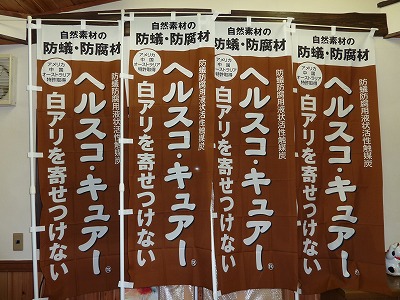 自然素材の
防蟻・防腐材
アメリカ
中国
オーストラリア
特許取得
防蟻防腐用液状活性触媒炭
ヘルスコ・キュアー®
白アリを寄せつけない
自然素材の
防蟻・防腐材
アメリカ
中国
オーストラリア
特許取得
防蟻防腐用液状活性触媒炭
ヘルスコ・キュアー®
白アリを寄せつけない
自然素材の
防蟻・防腐材
アメリカ
中国
オーストラリア
特許取得
防蟻防腐用液状活性触媒炭
ヘルスコ・キュアー®
白アリを寄せつけない
自然素材の
防蟻・防腐材
アメリカ
中国
オーストラリア
特許取得
防蟻防腐用液状活性触媒炭
ヘルスコ・キュアー®
白アリを寄せつけない